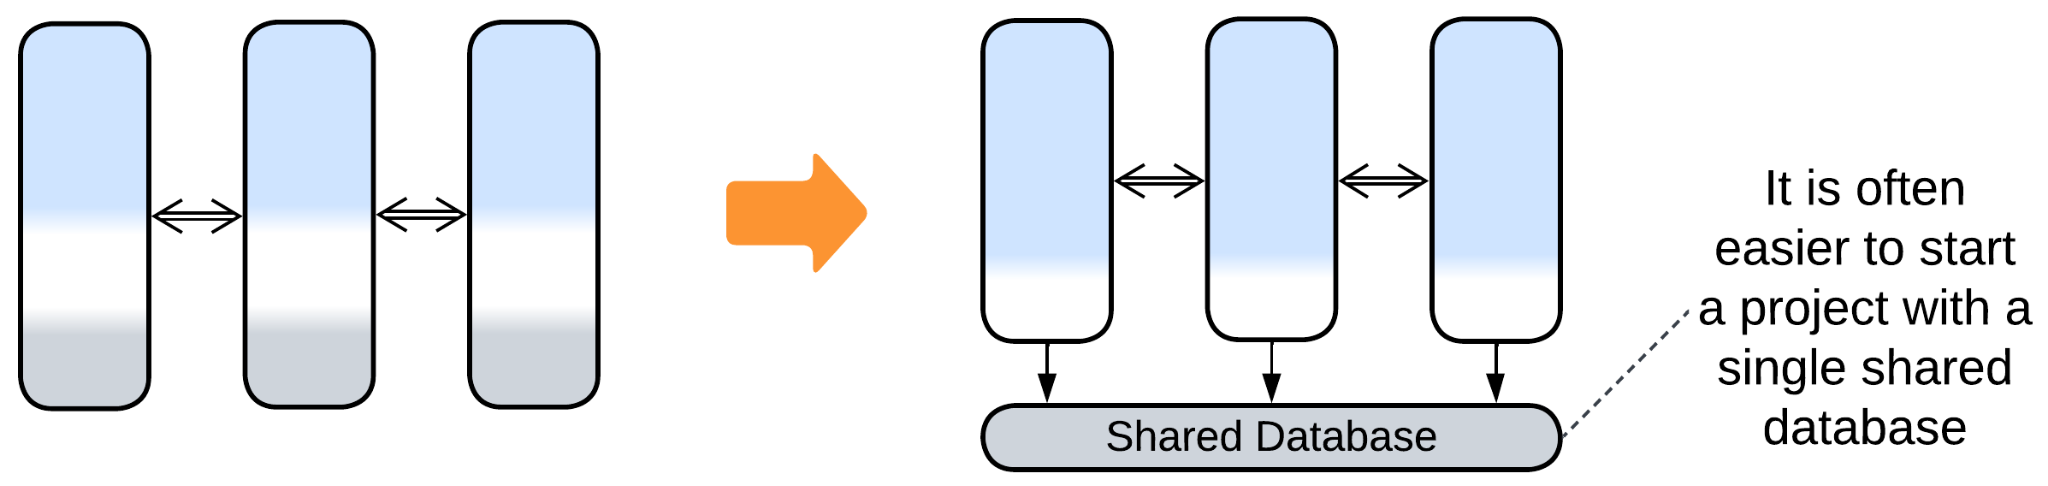 It is often
easier to start
a project with a
single shared
database
Shared Database